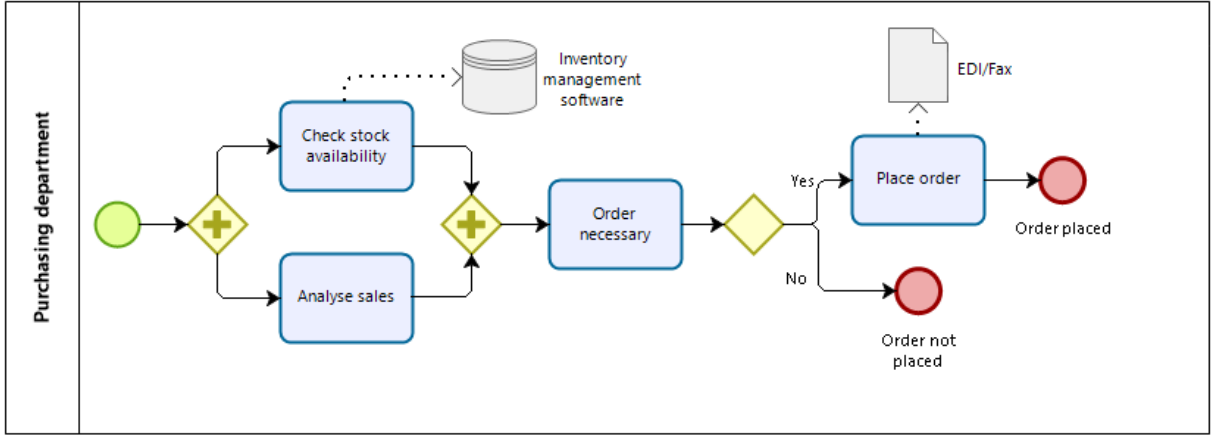 Purchasing department
Check stock
availability
Inventory
management
software
Analyse sales
Order
necessary
Yes
No
Place order
EDI/Fax
Order placed
Order not
placed